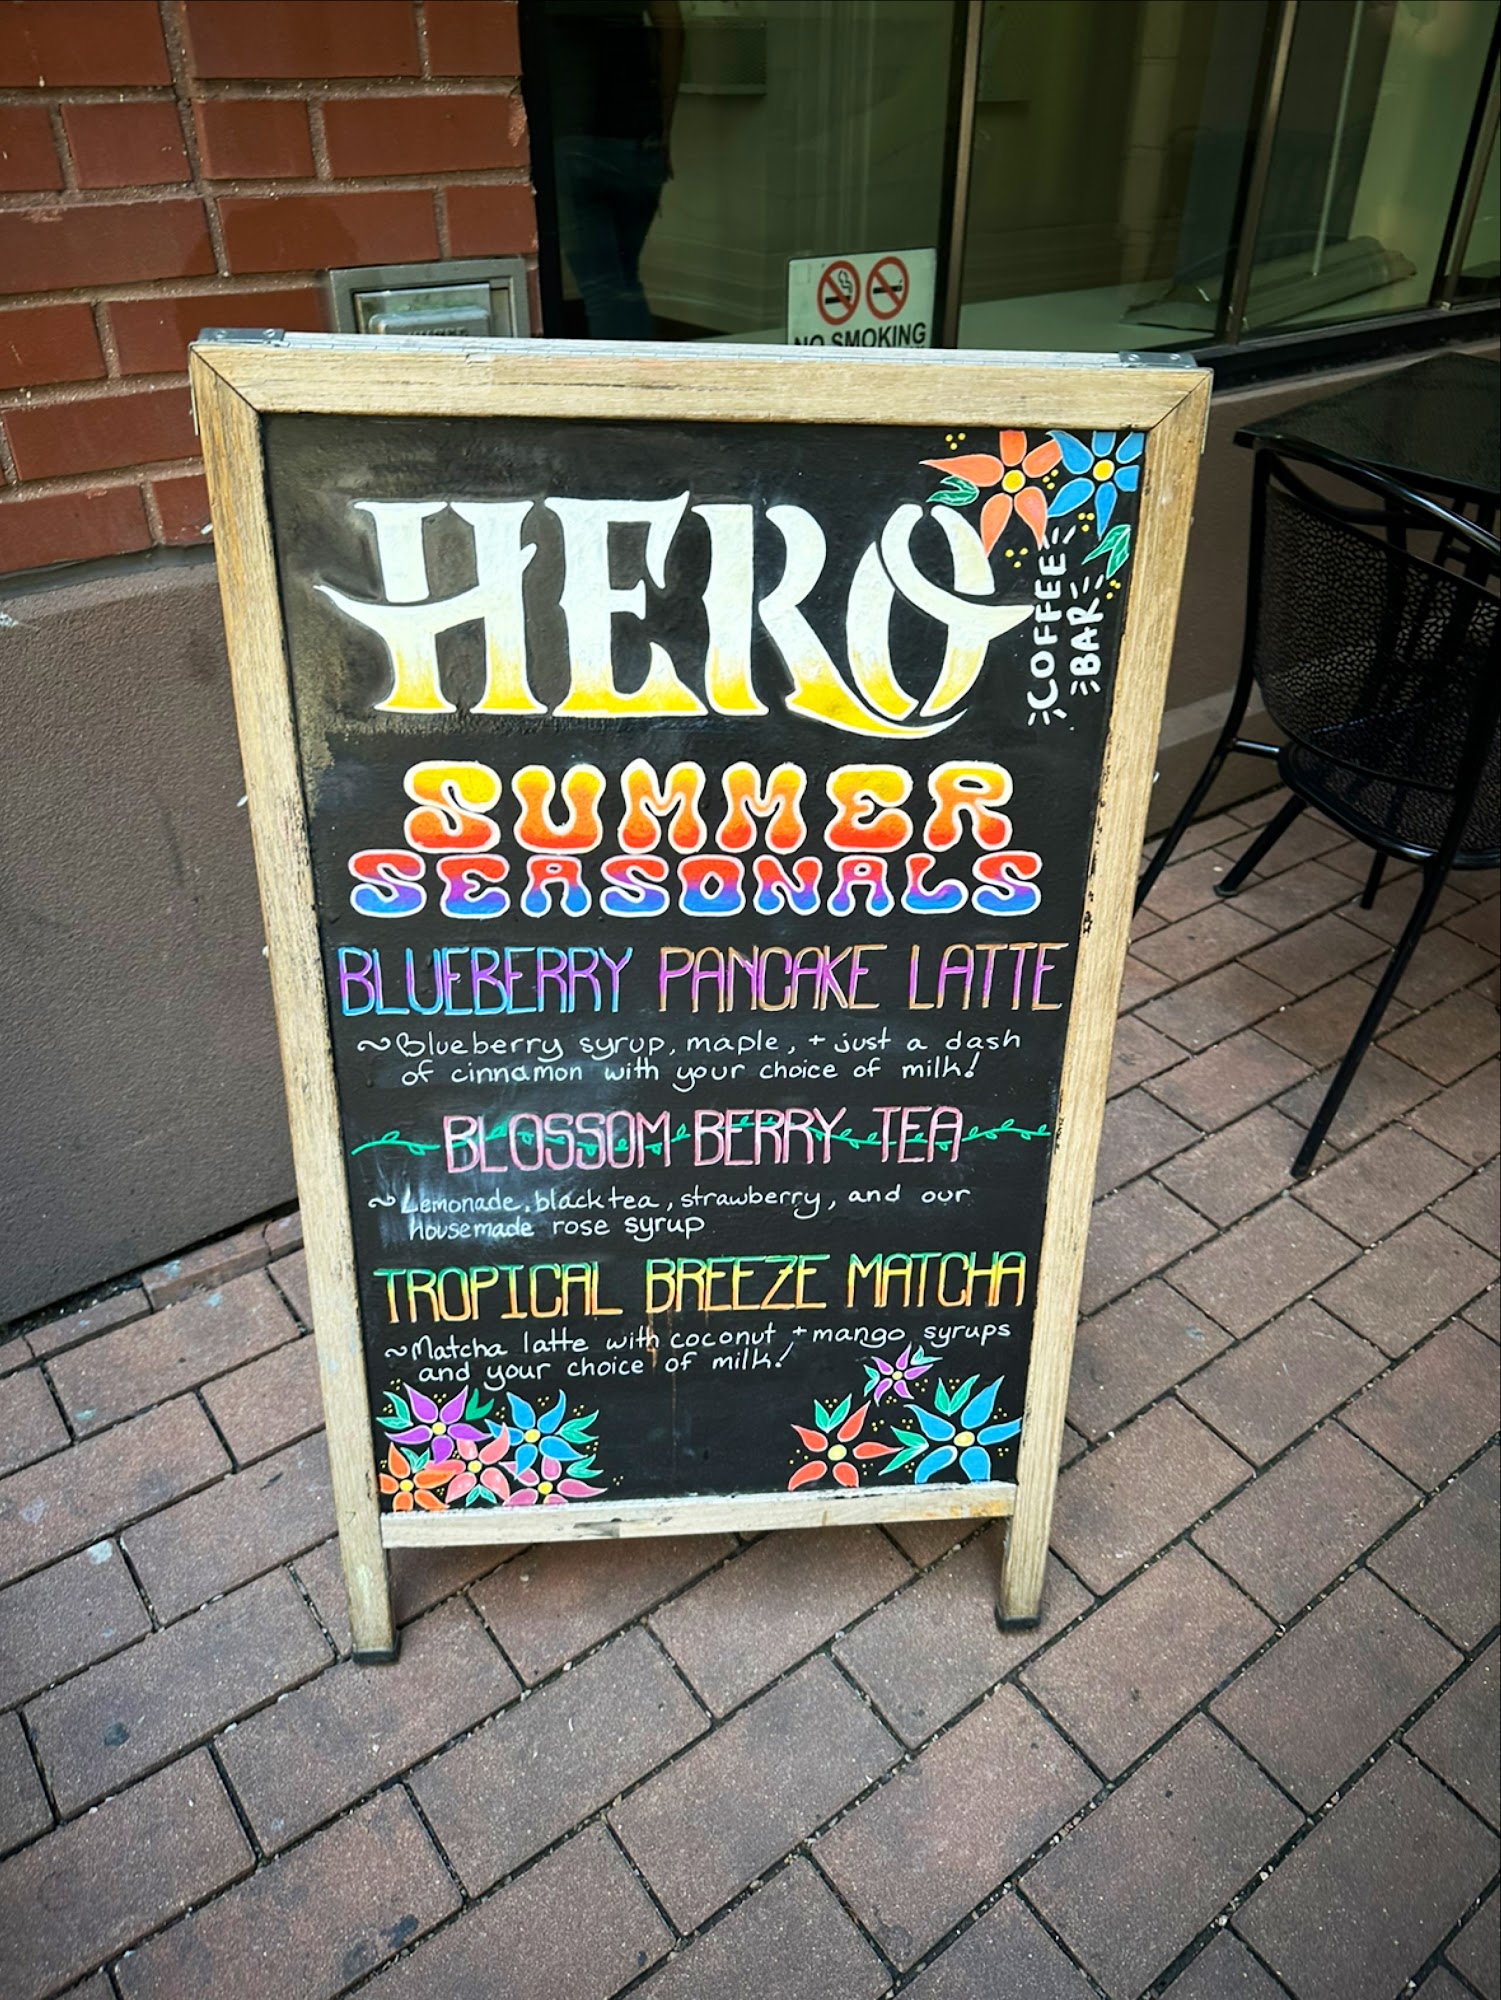 NO SMOKING
HERO
COFFEE
BAR
SUMMER
SEASONALS
BLUEBERRY PANCAKE LATTE
~Blueberry syrup, maple, + just a dash
of cinnamon with your choice of milk!
BLOSSOM BERRY TEA
~Lemonade, black tea, strawberry, and our
housemade rose syrup
TROPICAL BREEZE MATCHA
~Matcha latte with coconut + mango syrups
and your choice of milk!